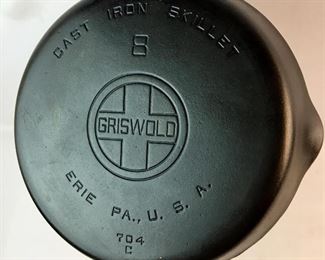 CAST IRON SKILLET
8
GRISWOLD
ERIE PA., U. S. A.
704
C